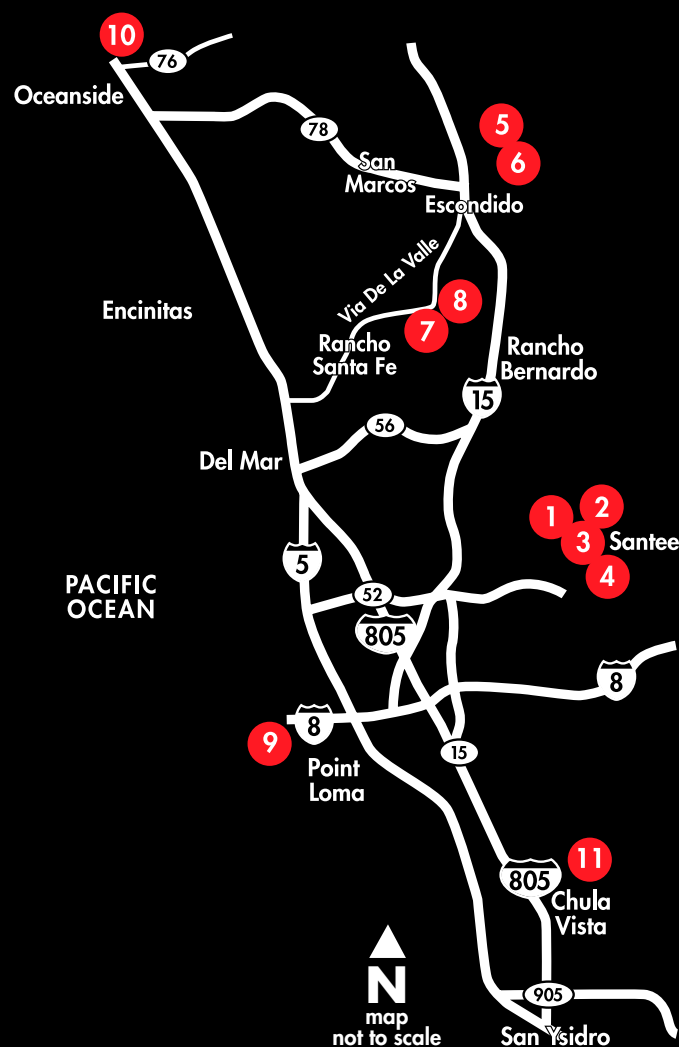 10
76
Oceanside
5
78
6
San
Marcos
Escondido
Via De La Valle
8
Encinitas
7
Rancho
Santa Fe
Rancho
Bernardo
15
56
Del Mar
1
2
3
Santee
4
5
PACIFIC
OCEAN
52
805
8
8
9
15
Point
Loma
11
805
Chula
Vista
N
map
not to scale
905
San Ysidro